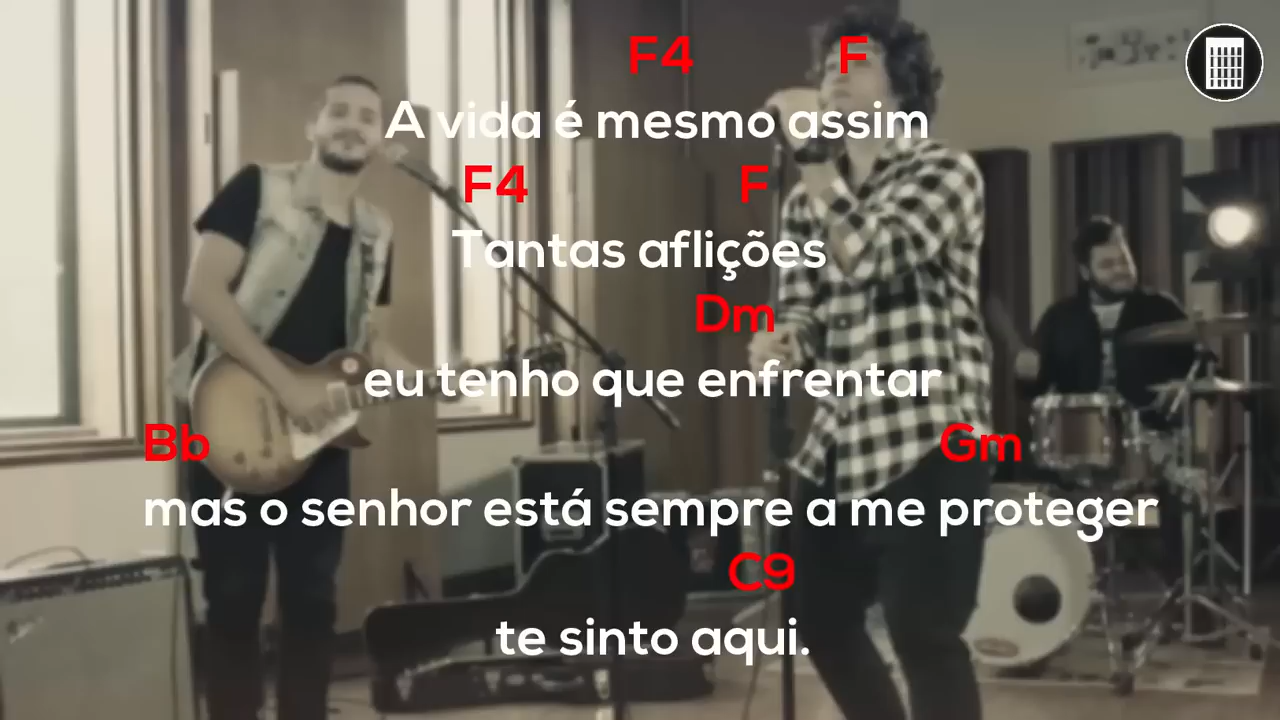 F4 F
A vida é mesmo assim
F4 F
Tantas aflições
Dm
eu tenho que enfrentar
Bb Gm
mas o senhor está sempre a me proteger
C9
te sinto aqui.